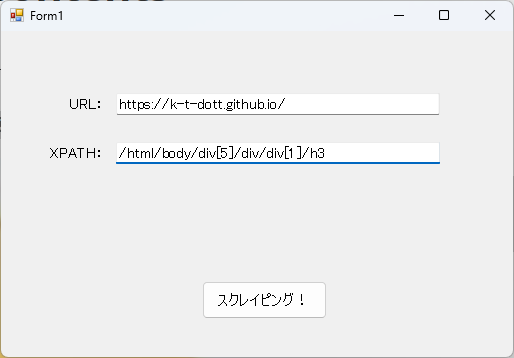 Form1
URL: https://k-t-dott.github.io/
XPATH: /html/body/div[5]/div/div[1]/h3
スクレイピング！